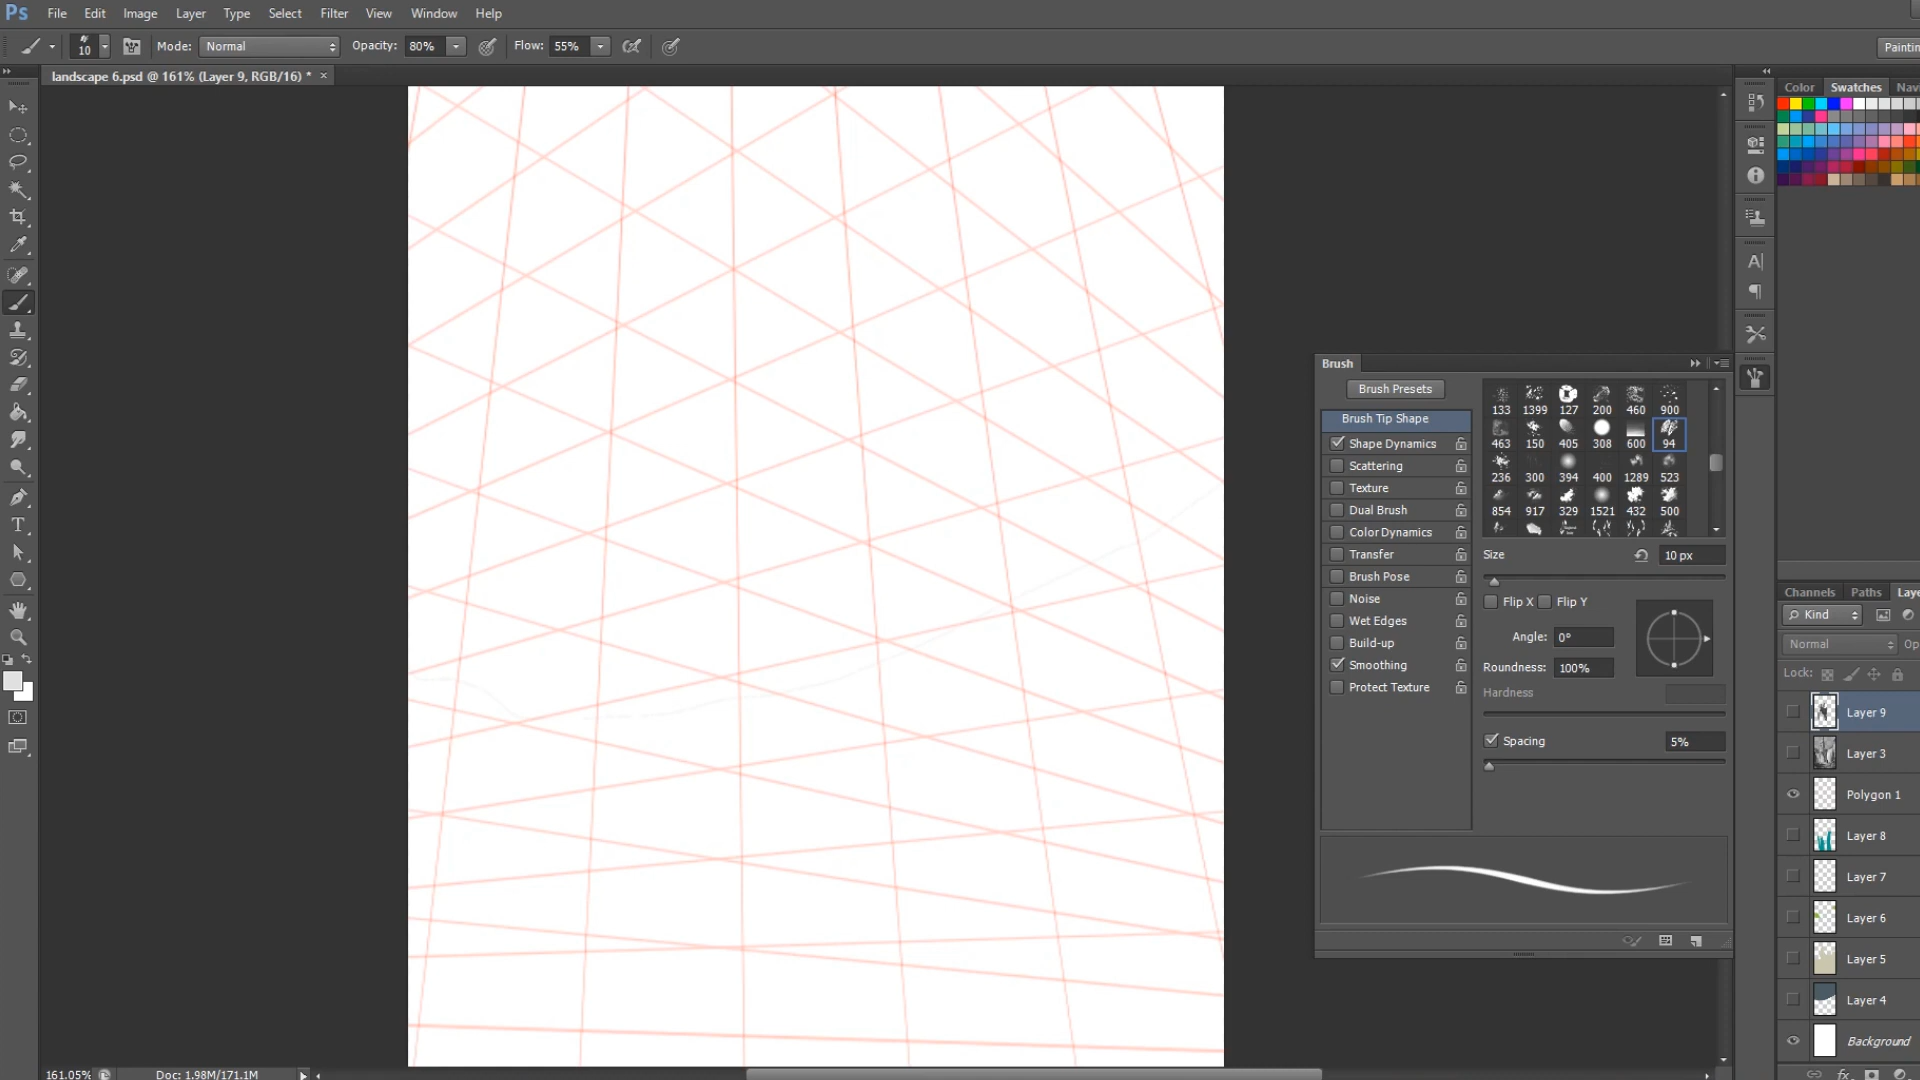 Ps File Edit Image Layer Type Select Filter View Window Help
10 Mode: Normal Opacity: 80% Flow: 55% Paintin
landscape 6.psd @ 161% (Layer 9, RGB/16) * ×
Color Swatches Navi
Brush
Brush Presets
Brush Tip Shape
Shape Dynamics
Scattering
Texture
Dual Brush
Color Dynamics
Transfer
Brush Pose
Noise
Wet Edges
Build-up
Smoothing
Protect Texture
133 1399 127 200 460 900
463 150 405 308 600 94
236 300 394 400 1289 523
854 917 329 1521 432 500
Size 10 px
Flip X Flip Y
Angle: 0°
Roundness: 100%
Hardness
Spacing 5%
Channels Paths Laye
Kind
Normal Op
Lock:
Layer 9
Layer 3
Polygon 1
Layer 8
Layer 7
Layer 6
Layer 5
Layer 4
Background
fx
161.05% Doc: 1.98M/171.1M